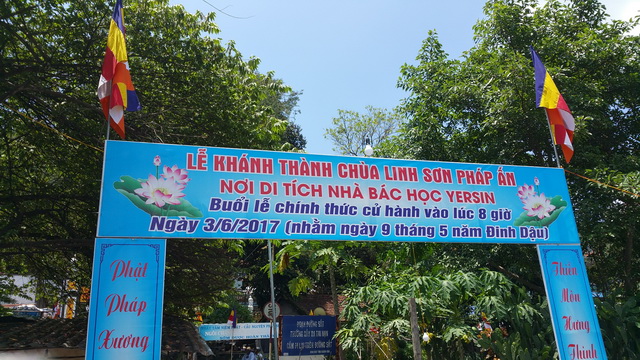 LỄ KHÁNH THÀNH CHÙA LINH SƠN PHÁP ẤN
NƠI DI TÍCH NHÀ BÁC HỌC YERSIN
Buổi lễ chính thức cử hành vào lúc 8 giờ
Ngày 3/6/2017 (nhằm ngày 9 tháng 5 năm Đinh Dậu)
Phật
Pháp
Xương
Thiền
Môn
Hưng
Thịnh